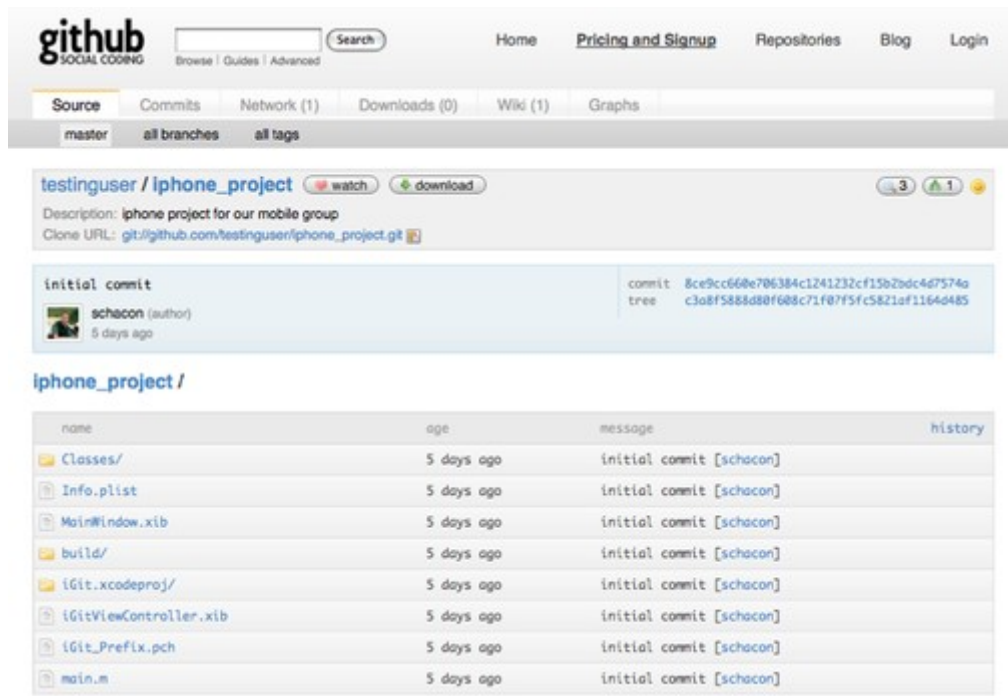 github
SOCIAL CODING
Search
Browse | Guides | Advanced
Home Pricing and Signup Repositories Blog Login
Source Commits Network (1) Downloads (0) Wiki (1) Graphs
master all branches all tags
testinguser / iphone_project watch download 3 1
Description: iphone project for our mobile group
Clone URL: git://github.com/testinguser/iphone_project.git
initial commit
commit 8ce9cc660e706384c1241232cf15b2bdc4d7574a
schacon (author)
tree c3a8f5888d80f608c71f07f5fc5821af1164d485
5 days ago
iphone_project /
name age message history
Classes/ 5 days ago initial commit [schacon]
Info.plist 5 days ago initial commit [schacon]
MainWindow.xib 5 days ago initial commit [schacon]
build/ 5 days ago initial commit [schacon]
iGit.xcodeproj/ 5 days ago initial commit [schacon]
iGitViewController.xib 5 days ago initial commit [schacon]
iGit_Prefix.pch 5 days ago initial commit [schacon]
main.m 5 days ago initial commit [schacon]